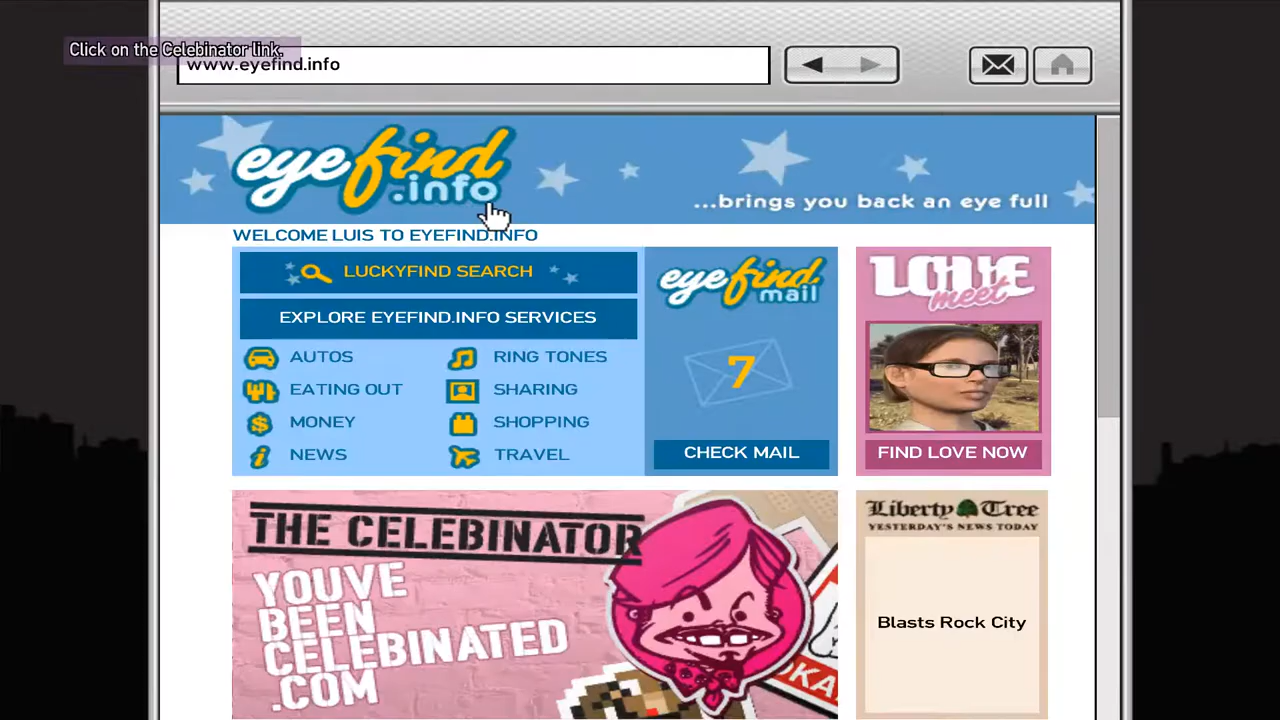 Click on the Celebinator link.
www.eyefind.info
eyefind
.info
...brings you back an eye full
WELCOME LUIS TO EYEFIND.INFO
LUCKYFIND SEARCH
EXPLORE EYEFIND.INFO SERVICES
AUTOS
RING TONES
EATING OUT
SHARING
MONEY
SHOPPING
NEWS
TRAVEL
eyefind
mail
7
CHECK MAIL
LOVE
meet
FIND LOVE NOW
THE CELEBINATOR
YOUVE
BEEN
CELEBINATED
.COM
OKA
Liberty Tree
YESTERDAY'S NEWS TODAY
Blasts Rock City